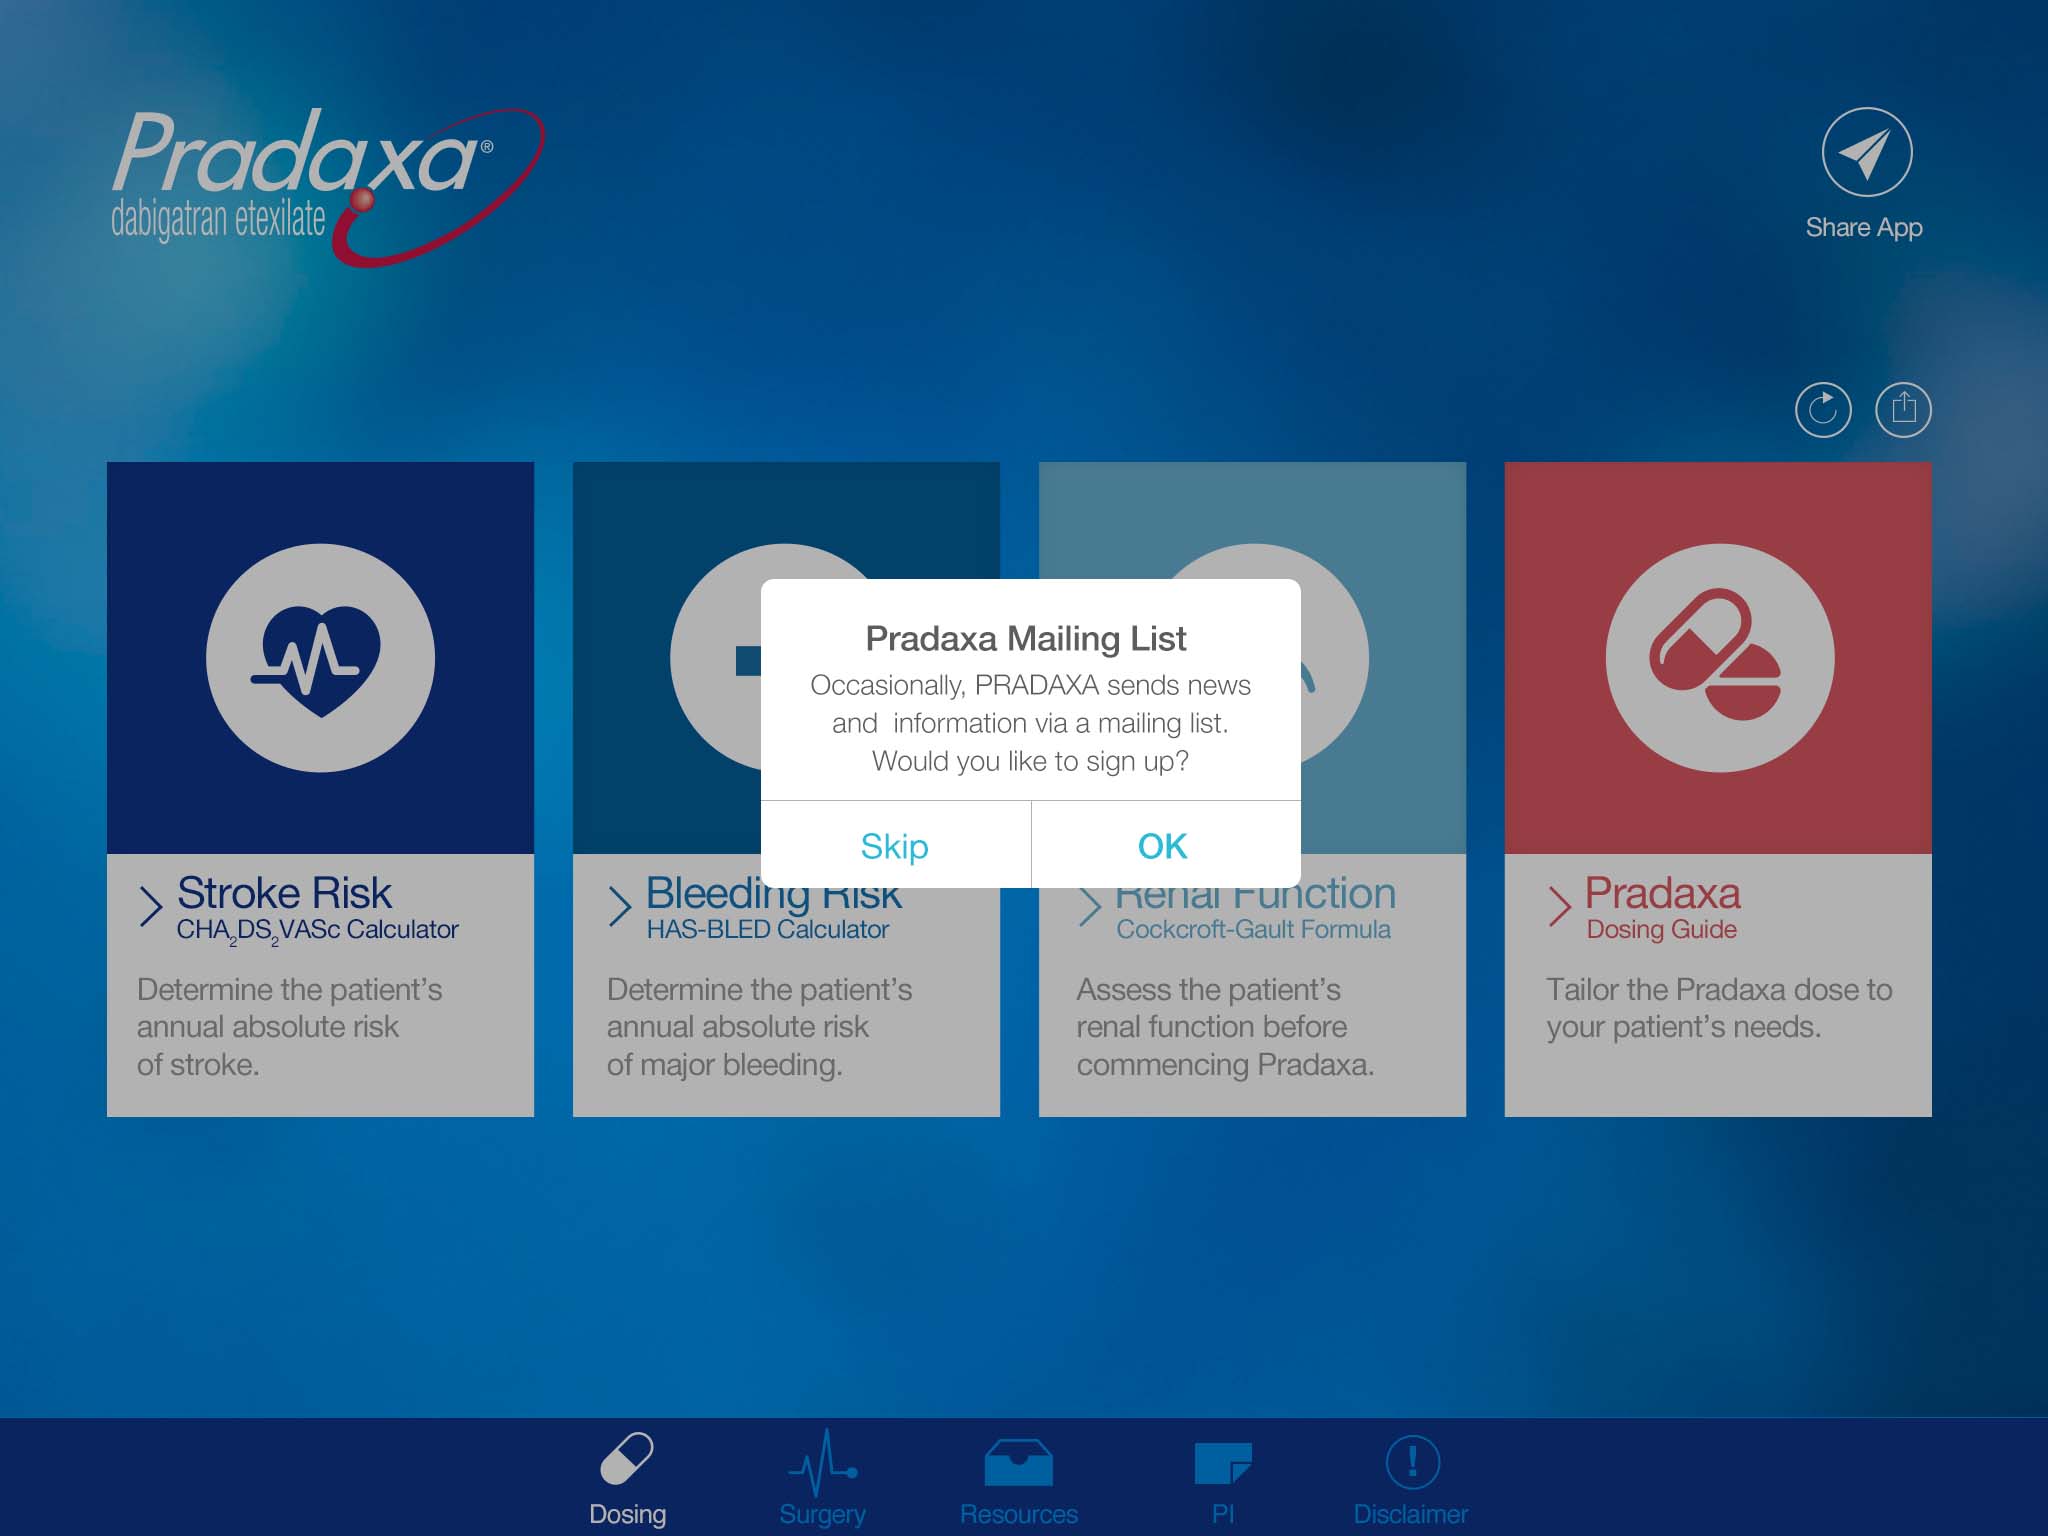 Pradaxa®
dabigatran etexilate
Share App
Pradaxa Mailing List
Occasionally, PRADAXA sends news
and information via a mailing list.
Would you like to sign up?
Skip
OK
Stroke Risk
CHA2DS2VASc Calculator
Determine the patient’s
annual absolute risk
of stroke.
Bleeding Risk
HAS-BLED Calculator
Determine the patient’s
annual absolute risk
of major bleeding.
Renal Function
Cockcroft-Gault Formula
Assess the patient’s
renal function before
commencing Pradaxa.
Pradaxa
Dosing Guide
Tailor the Pradaxa dose to
your patient’s needs.
Dosing
Surgery
Resources
PI
Disclaimer